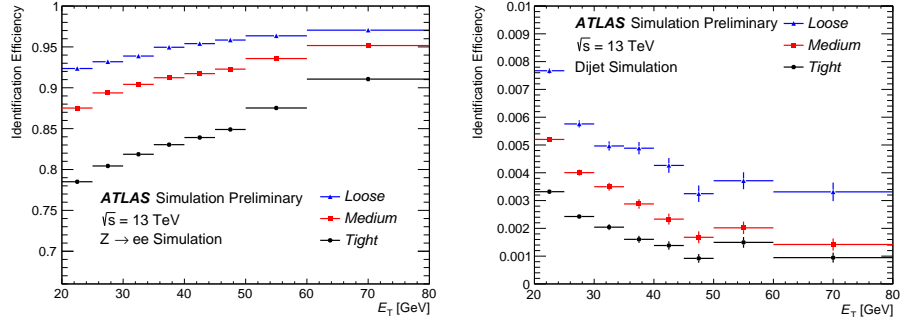 Identification Efficiency
1
0.95
0.9
0.85
0.8
0.75
0.7
ATLAS Simulation Preliminary
√s = 13 TeV
Z → ee Simulation
Loose
Medium
Tight
20 30 40 50 60 70 80
E_T [GeV]
Identification Efficiency
0.01
0.009
0.008
0.007
0.006
0.005
0.004
0.003
0.002
0.001
0
ATLAS Simulation Preliminary
√s = 13 TeV
Dijet Simulation
Loose
Medium
Tight
20 30 40 50 60 70 80
E_T [GeV]